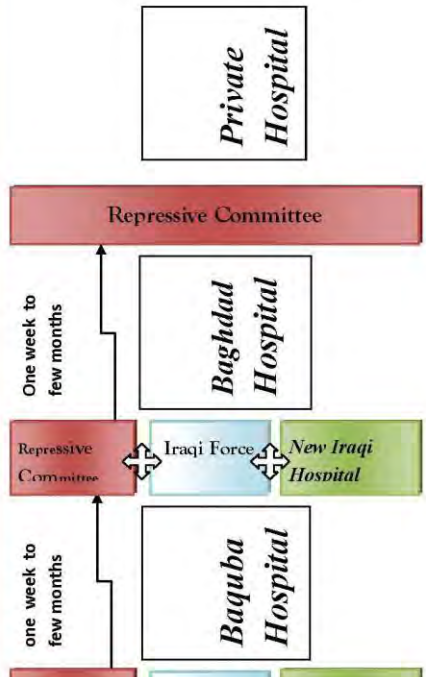 Private
Hospital
Repressive Committee
One week to
few months
Baghdad
Hospital
Repressive
Committee
Iraqi Force
New Iraqi
Hospital
one week to
few months
Baquba
Hospital